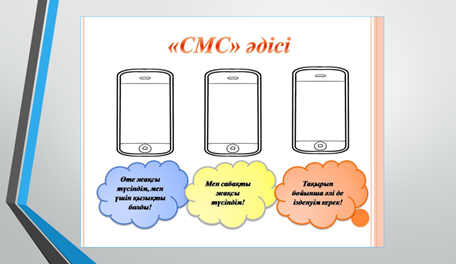 «СМС» әдісі
Өте жақсы
түсіндім, мен
үшін қызықты
болды!
Мен сабақты
жақсы
түсіндім!
Тақырып
бойынша әлі де
ізденуім керек!